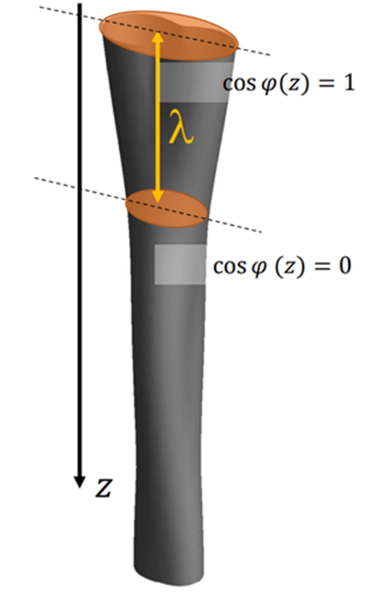 cos φ(z) = 1
λ
cos φ (z) = 0
z